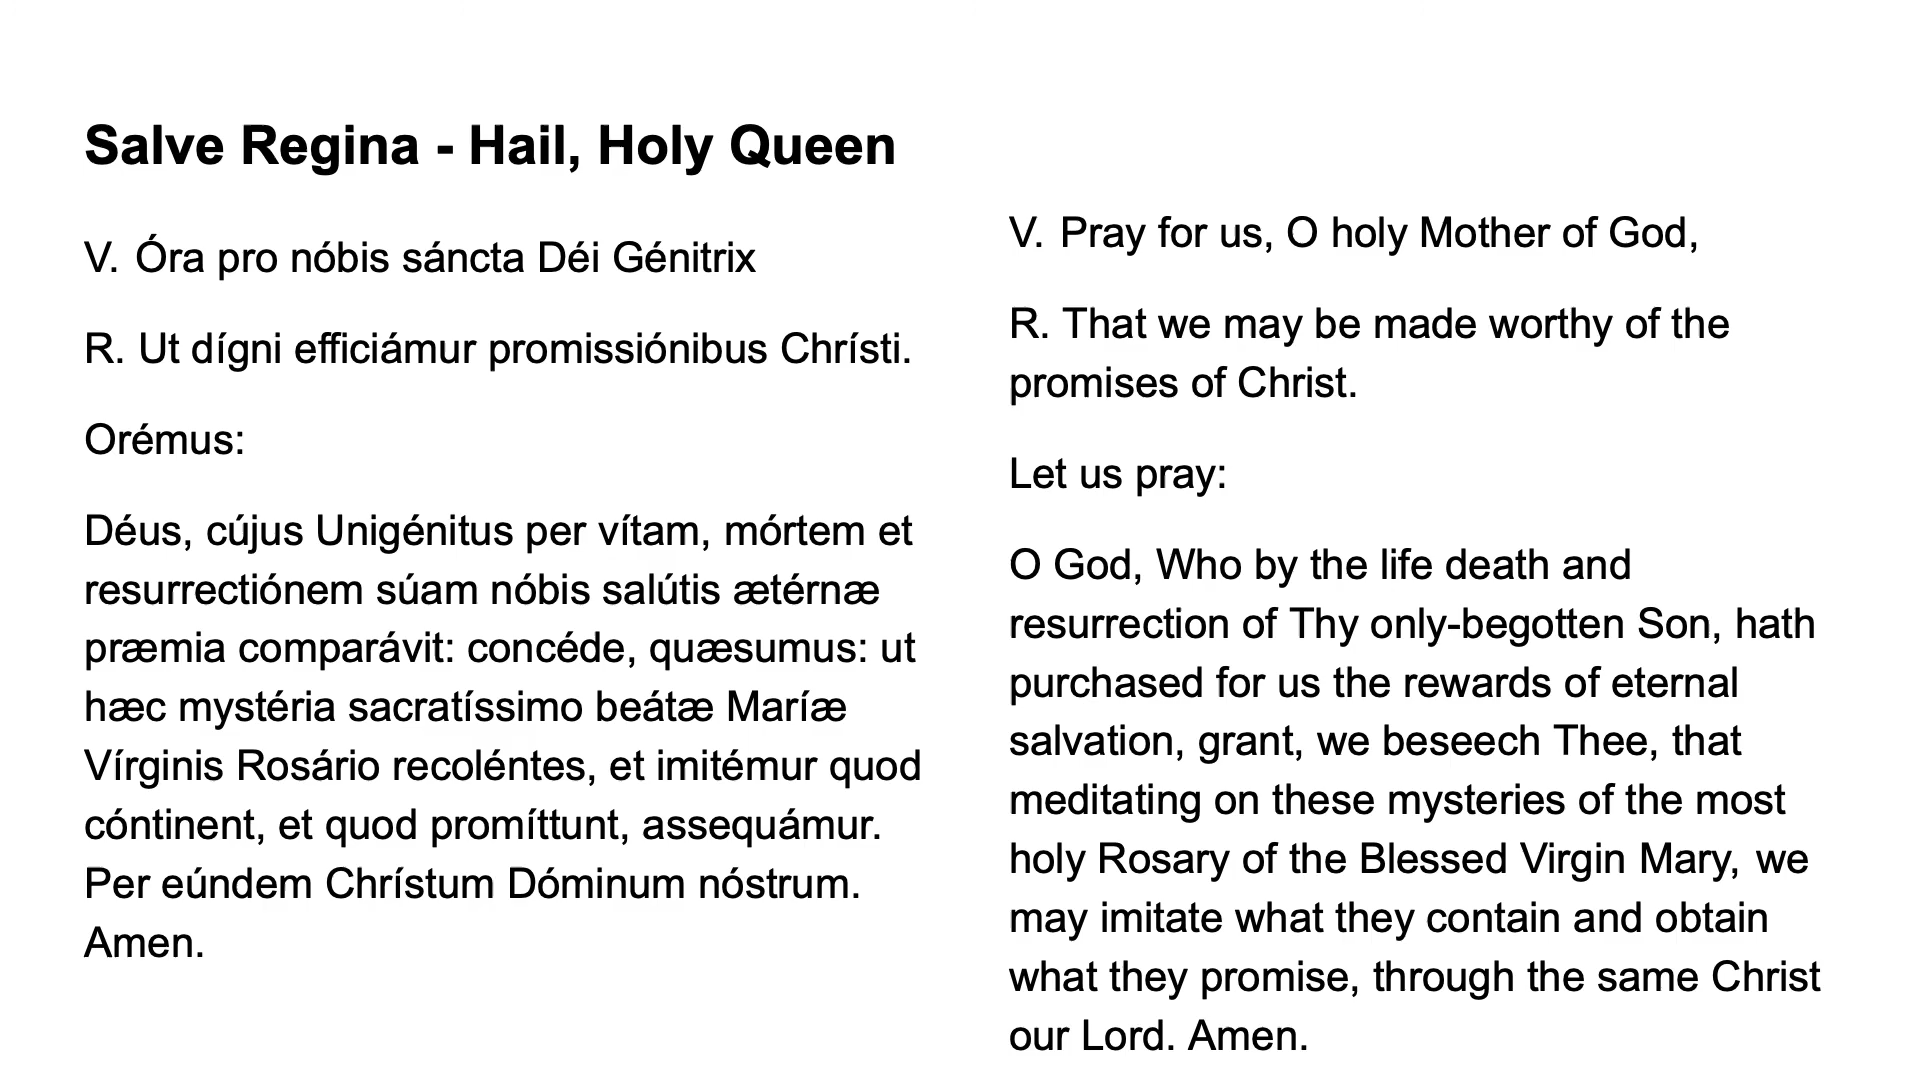 Salve Regina - Hail, Holy Queen
V. Óra pro nóbis sáncta Déi Génitrix
R. Ut dígni efficiámur promissiónibus Chrísti.
Orémus:
Déus, cújus Unigénitus per vítam, mórtem et
resurrectiónem súam nóbis salútis ætérnæ
præmia comparávit: concéde, quæsumus: ut
hæc mystéria sacratíssimo beátæ Maríæ
Vírginis Rosário recoléntes, et imitémur quod
cóntinent, et quod promíttunt, assequámur.
Per eúndem Chrístum Dóminum nóstrum.
Amen.
V. Pray for us, O holy Mother of God,
R. That we may be made worthy of the
promises of Christ.
Let us pray:
O God, Who by the life death and
resurrection of Thy only-begotten Son, hath
purchased for us the rewards of eternal
salvation, grant, we beseech Thee, that
meditating on these mysteries of the most
holy Rosary of the Blessed Virgin Mary, we
may imitate what they contain and obtain
what they promise, through the same Christ
our Lord. Amen.